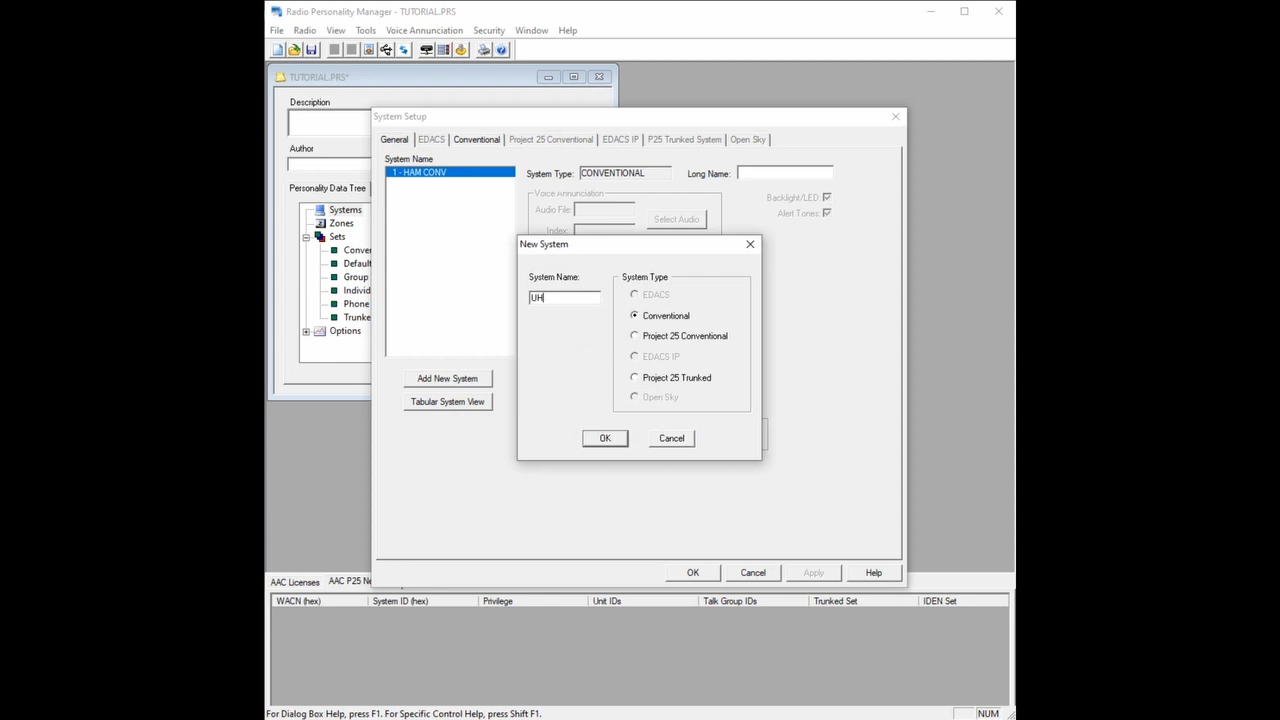 Radio Personality Manager - TUTORIAL.PRS
File Radio View Tools Voice Annunciation Security Window Help
TUTORIAL.PRS*
Description
Author
Personality Data Tree
Systems
Zones
Sets
Conver
Default
Group
Individ
Phone
Trunke
Options
System Setup
General EDACS Conventional Project 25 Conventional EDACS IP P25 Trunked System Open Sky
System Name
1 - HAM CONV
System Type: CONVENTIONAL Long Name:
Voice Annunciation
Audio File: Select Audio
Index:
Backlight/LED:
Alert Tones:
Add New System
Tabular System View
New System
System Name:
UH
System Type
EDACS
Conventional
Project 25 Conventional
EDACS IP
Project 25 Trunked
Open Sky
OK Cancel
OK Cancel Apply Help
AAC Licenses AAC P25 Ne
WACN (hex) System ID (hex) Privilege Unit IDs Talk Group IDs Trunked Set IDEN Set
For Dialog Box Help, press F1. For Specific Control Help, press Shift F1. NUM